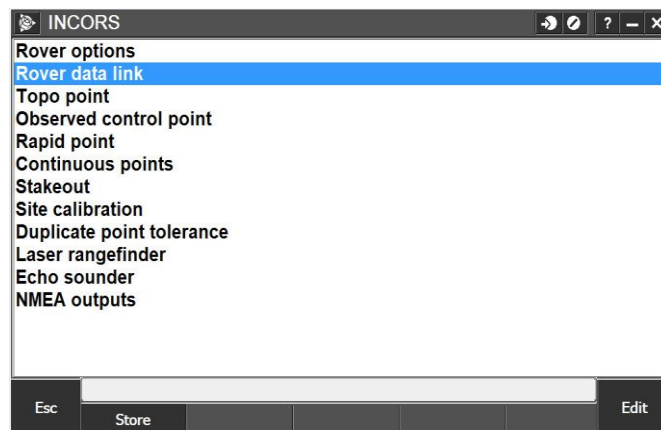 INCORS
? – X
Rover options
Rover data link
Topo point
Observed control point
Rapid point
Continuous points
Stakeout
Site calibration
Duplicate point tolerance
Laser rangefinder
Echo sounder
NMEA outputs
Esc
Store
Edit